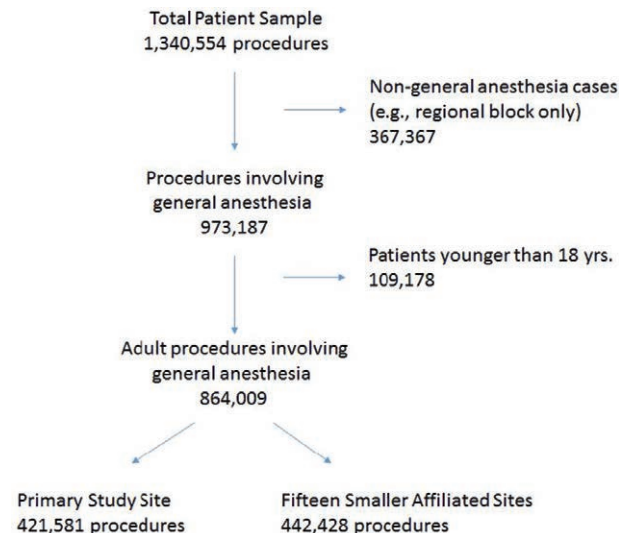 Total Patient Sample
1,340,554 procedures
Non-general anesthesia cases
(e.g., regional block only)
367,367
Procedures involving
general anesthesia
973,187
Patients younger than 18 yrs.
109,178
Adult procedures involving
general anesthesia
864,009
Primary Study Site
421,581 procedures
Fifteen Smaller Affiliated Sites
442,428 procedures